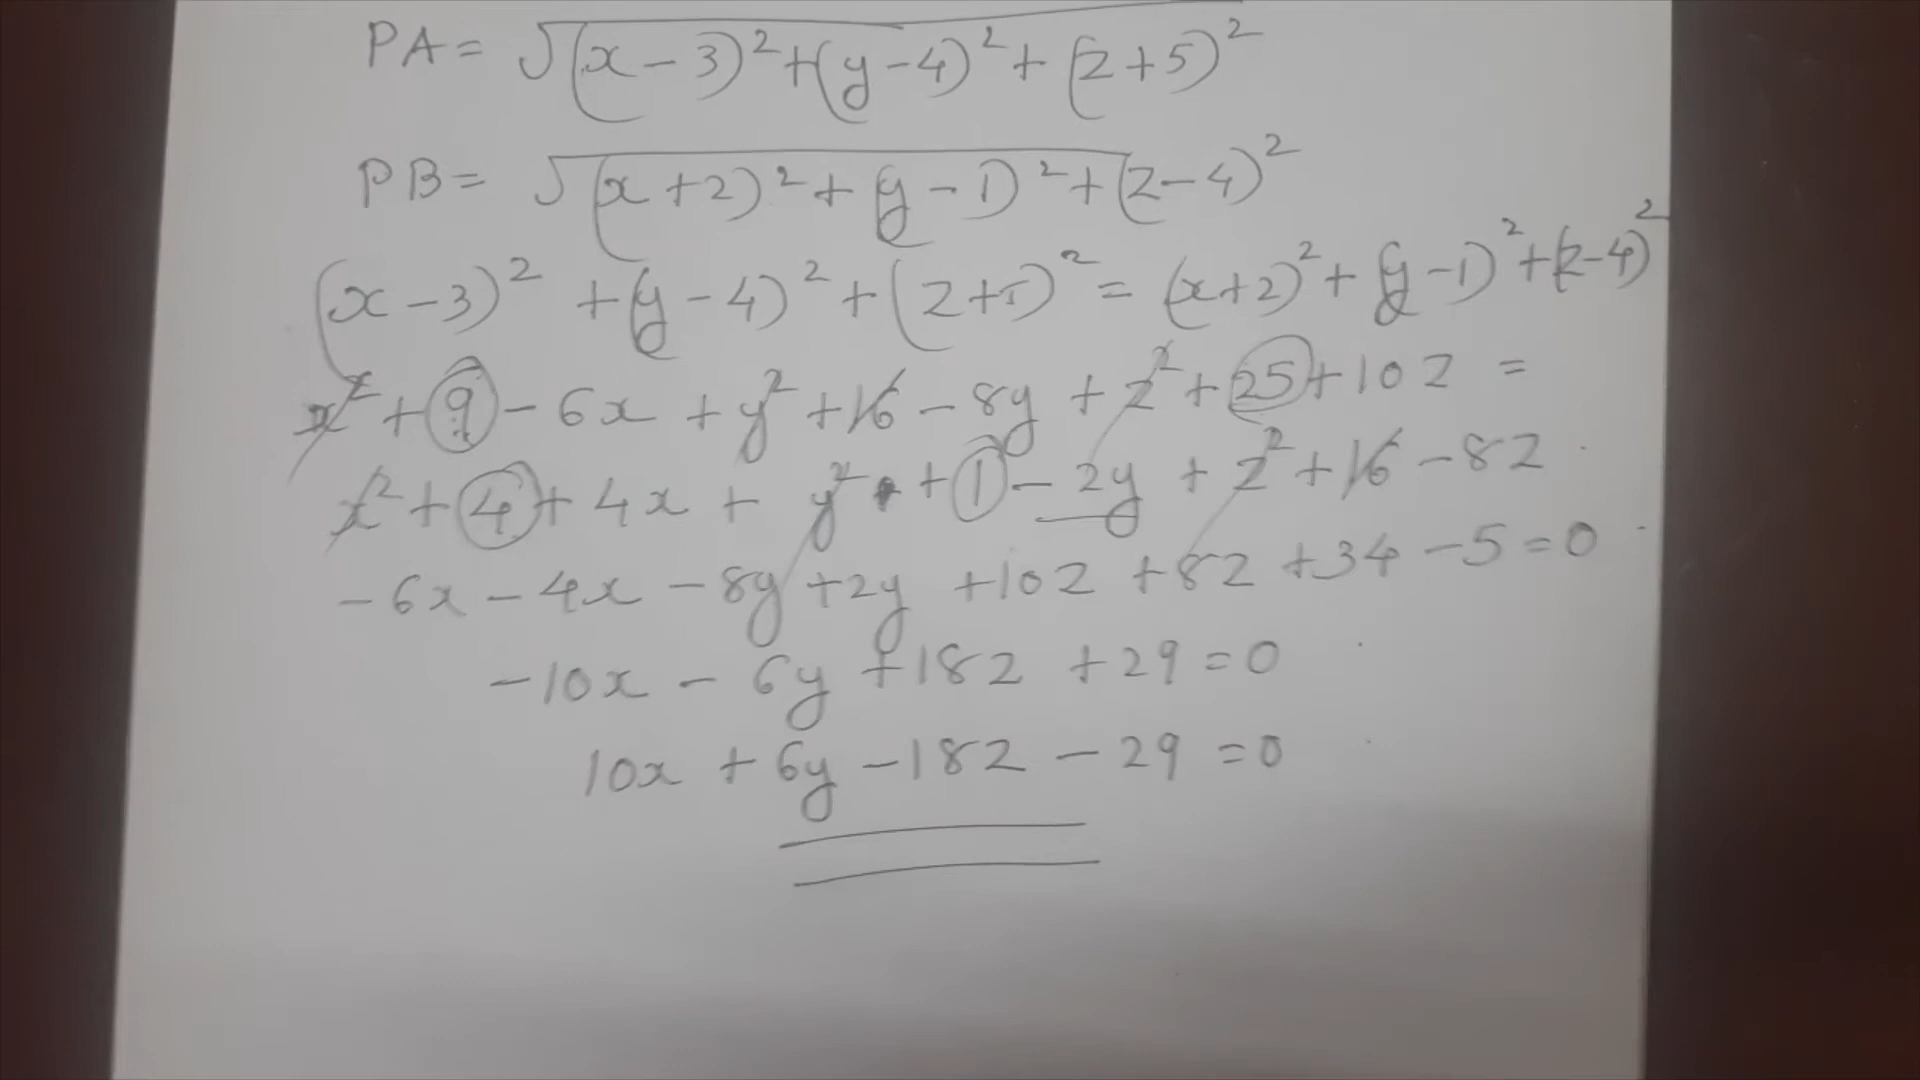 PA = √(x-3)²+(y-4)²+(z+5)²
PB = √(x+2)²+(y-1)²+(z-4)²
(x-3)²+(y-4)²+(z+5)² = (x+2)²+(y-1)²+(z-4)²
x²+9-6x+y²+16-8y+z²+25+10z =
x²+4+4x+y²+1-2y+z²+16-8z
-6x-4x-8y+2y+10z+8z+34-5=0
-10x-6y+18z+29=0
10x+6y-18z-29=0